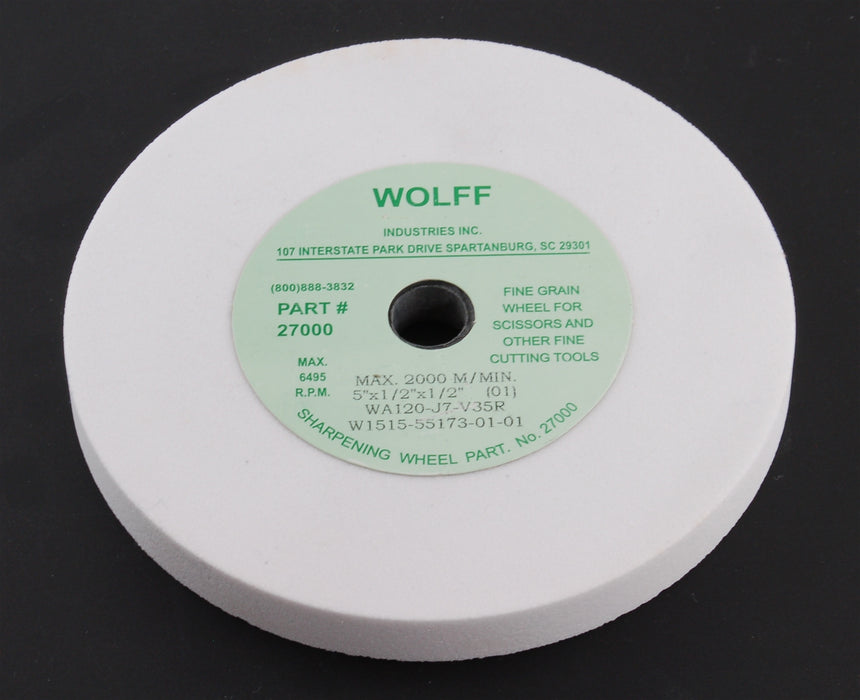 WOLFF
INDUSTRIES INC.
107 INTERSTATE PARK DRIVE SPARTANBURG, SC 29301
(800)888-3832
PART #
27000
FINE GRAIN
WHEEL FOR
SCISSORS AND
OTHER FINE
CUTTING TOOLS
MAX.
6495
R.P.M.
MAX. 2000 M/MIN.
5"x1/2"x1/2" (01)
WA120-J7-V35R
W1515-55173-01-01
SHARPENING WHEEL PART. No. 27000